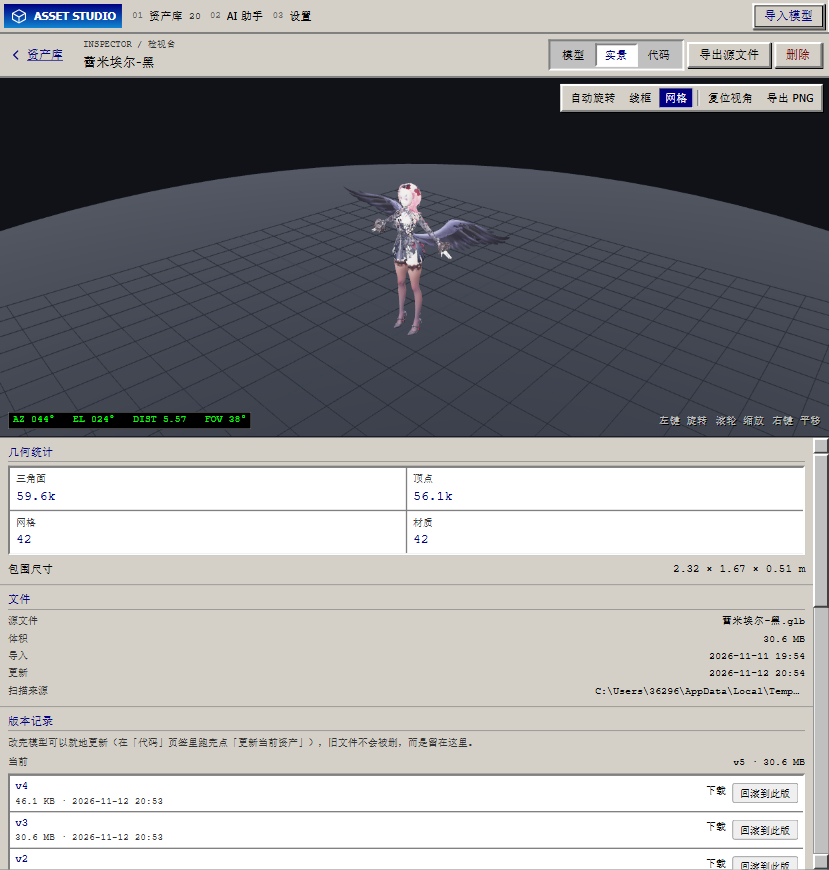 ASSET STUDIO 01 资产库 20 02 AI 助手 03 设置 导入模型
资产库 INSPECTOR / 检视台
蕾米埃尔-黑
模型 实景 代码 导出源文件 删除
自动旋转 线框 网格 复位视角 导出 PNG
AZ 044° EL 024° DIST 5.57 FOV 38° 左键 旋转 滚轮 缩放 右键 平移
几何统计
三角面 顶点
59.6k 56.1k
网格 材质
42 42
包围尺寸 2.32 × 1.67 × 0.51 m
文件
源文件 蕾米埃尔-黑.glb
体积 30.6 MB
导入 2026-11-11 19:54
更新 2026-11-12 20:54
扫描来源 C:\Users\36296\AppData\Local\Temp…
版本记录
改完模型可以就地更新（在「代码」页签里跑完点「更新当前资产」），旧文件不会被删，而是留在这里。
当前 v5 · 30.6 MB
v4
46.1 KB · 2026-11-12 20:53 下载 回滚到此版
v3
30.6 MB · 2026-11-12 20:53 下载 回滚到此版
v2 下载 回滚到此版